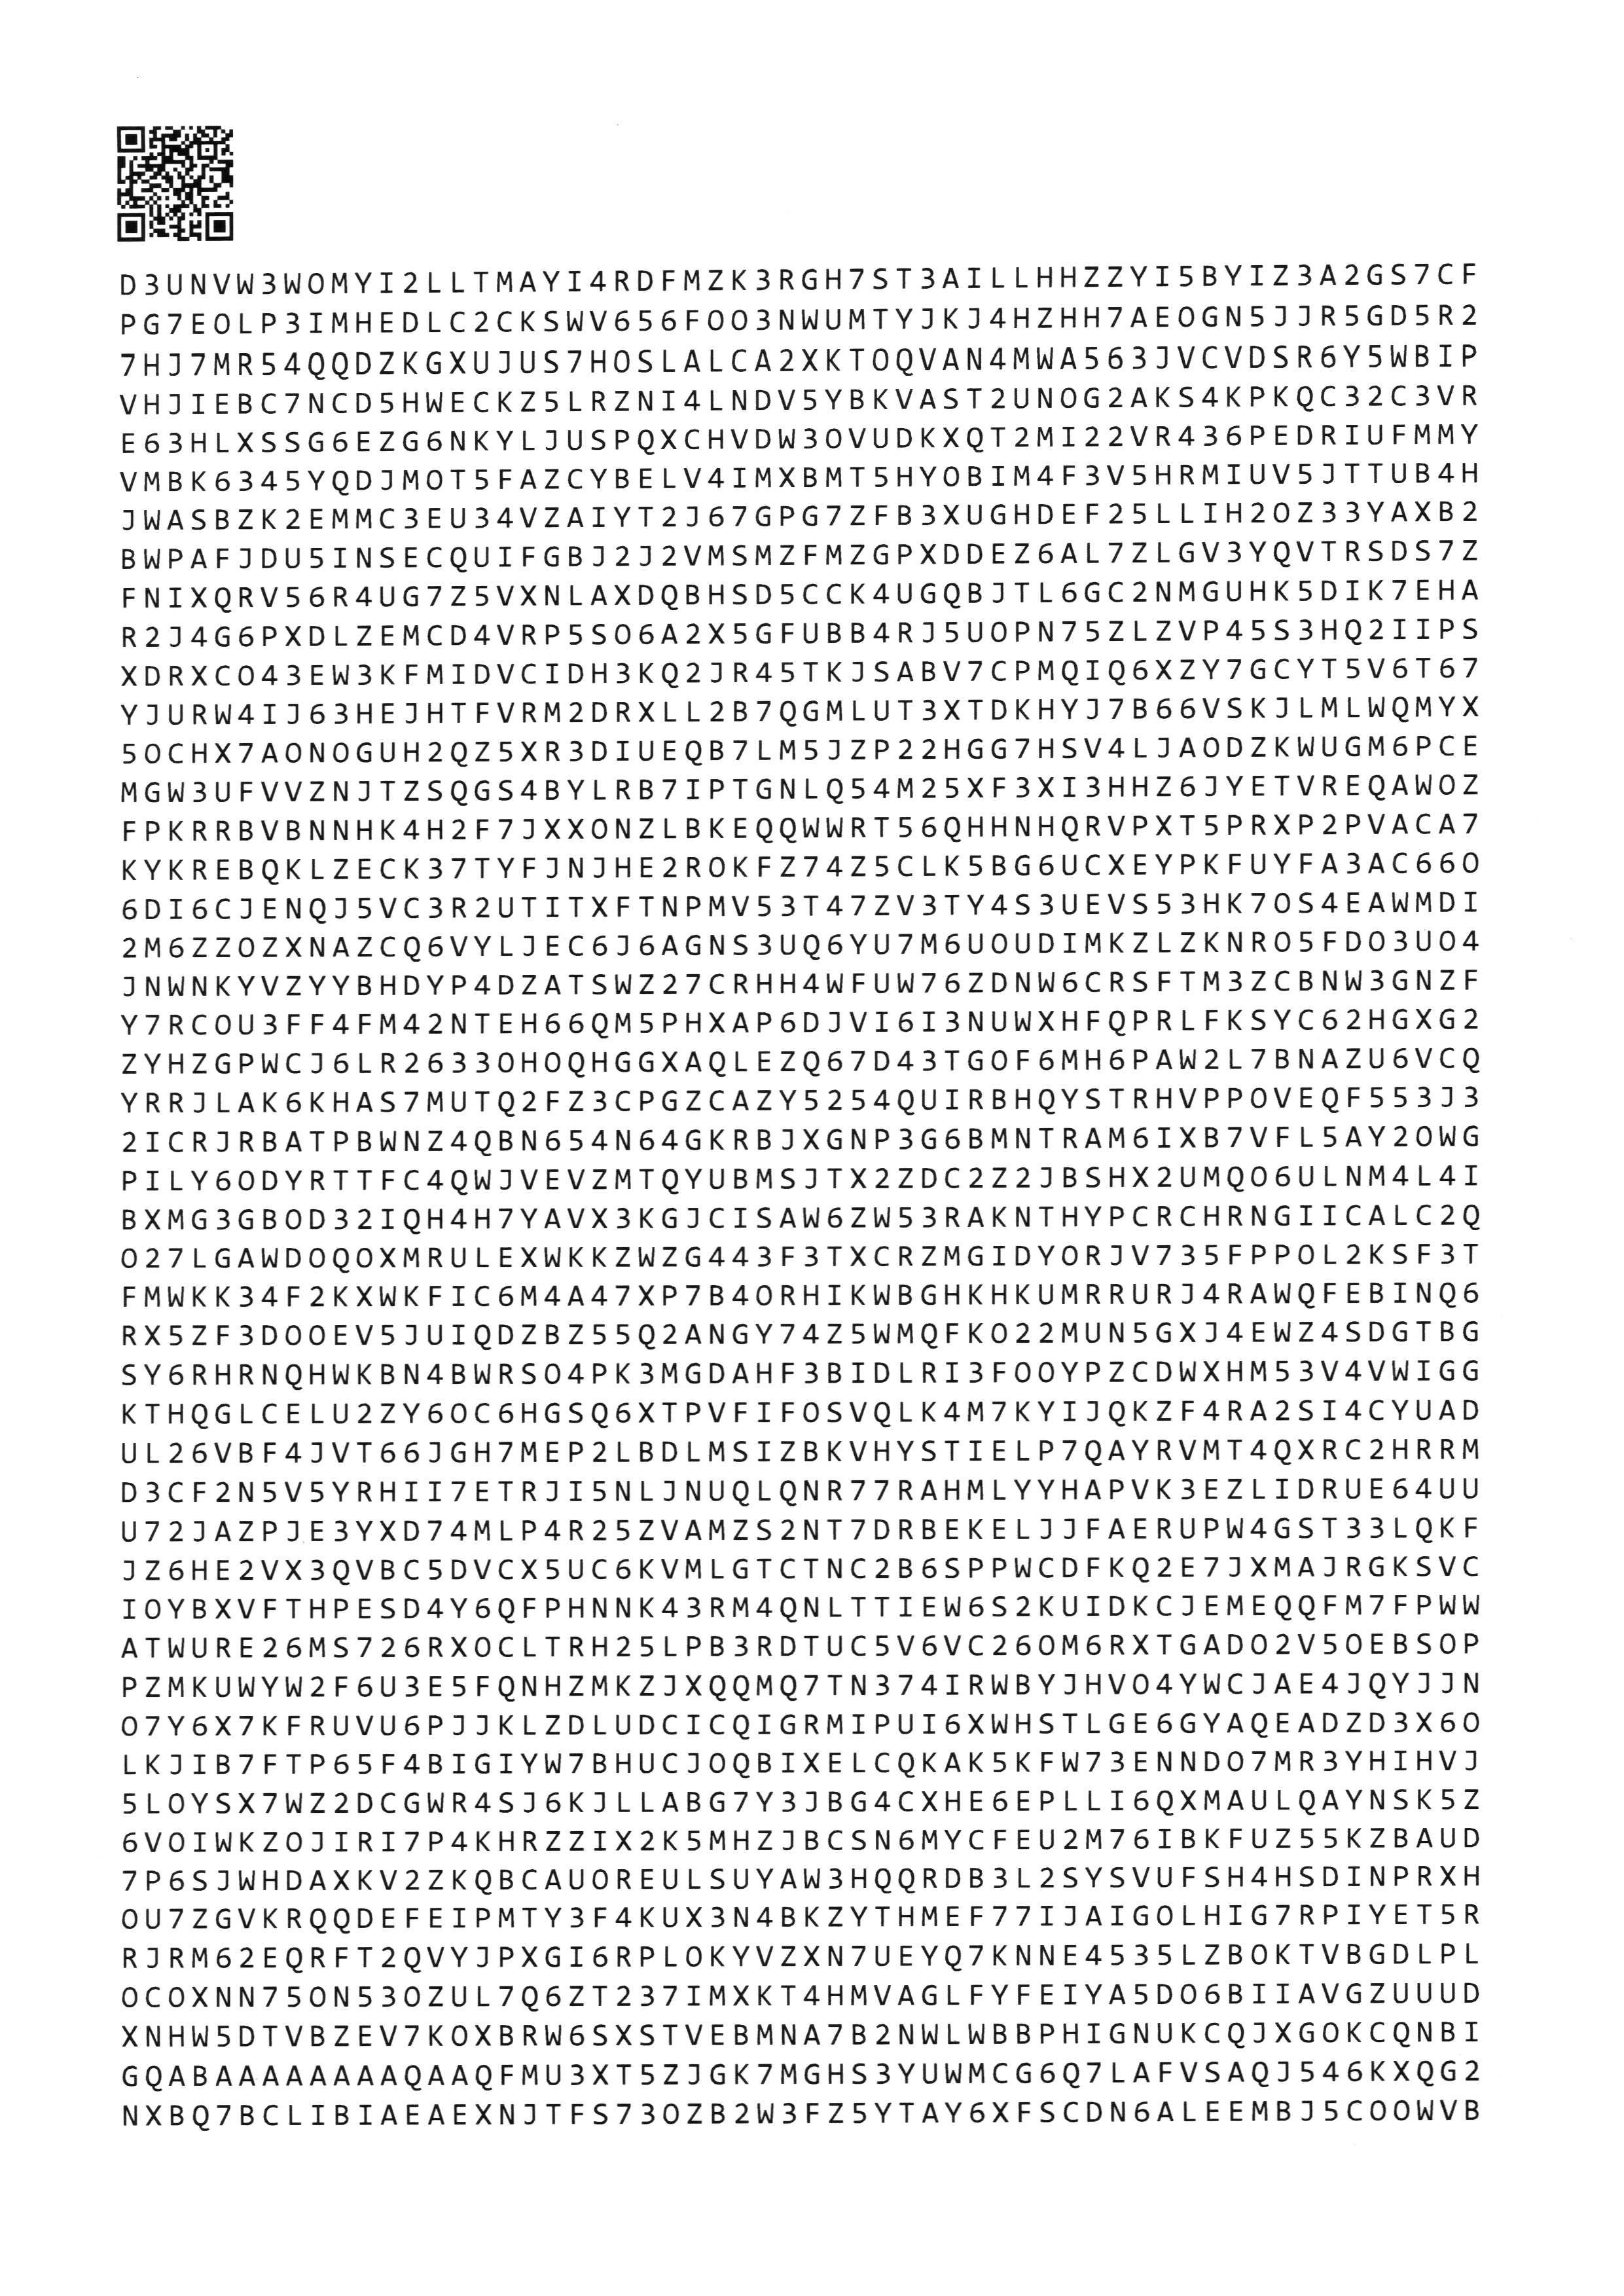 D3UNVW3WOMYI2LLTMAYI4RDFMZK3RGH7ST3AILLHHZZYI5BYIZ3A2GS7CF
PG7EOLP3IMHEDLC2CKSWV656FOO3NWUMTYJKJ4HZHH7AEOGN5JJR5GD5R2
7HJ7MR54QQDZKGXUJUS7HOSLALCA2XKTOQVAN4MWA563JVCVDSR6Y5WBIP
VHJIEBC7NCD5HWECKZ5LRZNI4LNDV5YBKVAST2UNOG2AKS4KPKQC32C3VR
E63HLXSSG6EZG6NKYLJUSPQXCHVDW3OVUDKXQT2MI22VR436PEDRIUFMMY
VMBK6345YQDJMOT5FAZCYBELV4IMXBMT5HYOBIM4F3V5HRMIUV5JTTUB4H
JWASBZK2EMMC3EU34VZAIYT2J67GPG7ZFB3XUGHDEF25LLIH2OZ33YAXB2
BWPAFJDU5INSECQUIFGBJ2J2VMSMZFMZGPXDDEZ6AL7ZLGV3YQVTRSDS7Z
FNIXQRV56R4UG7Z5VXNLAXDQBHSD5CCK4UGQBJTL6GC2NMGUHK5DIK7EHA
R2J4G6PXDLZEMCD4VRP5SO6A2X5GFUBB4RJ5UOPN75ZLZVP45S3HQ2IIPS
XDRXCO43EW3KFMIDVCIDH3KQ2JR45TKJSABV7CPMQIQ6XZY7GCYT5V6T67
YJURW4IJ63HEJHTFVRM2DRXLL2B7QGMLUT3XTDKHYJ7B66VSKJLMLWQMYX
5OCHX7AONOGUH2QZ5XR3DIUEQB7LM5JZP22HGG7HSV4LJAODZKWUGM6PCE
MGW3UFVVZNJTZSQGS4BYLRB7IPTGNLQ54M25XF3XI3HHZ6JYETVREQAWOZ
FPKRRBVBNNHK4H2F7JXXONZLBKEQQWWRT56QHHNHQRVPXT5PRXP2PVACA7
KYKREBQKLZECK37TYFJNJHE2ROKFZ74Z5CLK5BG6UCXEYPKFUYFA3AC66O
6DI6CJENQJ5VC3R2UTITXFTNPMV53T47ZV3TY4S3UEVS53HK7OS4EAWMDI
2M6ZZOZXNAZCQ6VYLJEC6J6AGNS3UQ6YU7M6UOUDIMKZLZKNRO5FDO3UO4
JNWNKYVZYYBHDYP4DZATSWZ27CRHH4WFUW76ZDNW6CRSFTM3ZCBNW3GNZF
Y7RCOU3FF4FM42NTEH66QM5PHXAP6DJVI6I3NUWXHFQPRLFKSYC62HGXG2
ZYHZGPWCJ6LR2633OHOQHGGXAQLEZQ67D43TGOF6MH6PAW2L7BNAZU6VCQ
YRRJLAK6KHAS7MUTQ2FZ3CPGZCAZY5254QUIRBHQYSTRHVPPOVEQF553J3
2ICRJRBATPBWNZ4QBN654N64GKRBJXGNP3G6BMNTRAM6IXB7VFL5AY2OWG
PILY6ODYRTTFC4QWJVEVZMTQYUBMSJTX2ZDC2Z2JBSHX2UMQO6ULNM4L4I
BXMG3GBOD32IQH4H7YAVX3KGJCISAW6ZW53RAKNTHYPCRCHRNGIICALC2Q
O27LGAWDOQOXMRULEXWKKZWZG443F3TXCRZMGIDYORJV735FPPOL2KSF3T
FMWKK34F2KXWKFIC6M4A47XP7B4ORHIKWBGHKHKUMRRURJ4RAWQFEBINQ6
RX5ZF3DOOEV5JUIQDZBZ55Q2ANGY74Z5WMQFKO22MUN5GXJ4EWZ4SDGTBG
SY6RHRNQHWKBN4BWRSO4PK3MGDAHF3BIDLRI3FOOYPZCDWXHM53V4VWIGG
KTHQGLCELU2ZY6OC6HGSQ6XTPVFIFOSVQLK4M7KYIJQKZF4RA2SI4CYUAD
UL26VBF4JVT66JGH7MEP2LBDLMSIZBKVHYSTIELP7QAYRVMT4QXRC2HRRM
D3CF2N5V5YRHII7ETRJI5NLJNUQLQNR77RAHMLYYHAPVK3EZLIDRUE64UU
U72JAZPJE3YXD74MLP4R25ZVAMZS2NT7DRBEKELJJFAERUPW4GST33LQKF
JZ6HE2VX3QVBC5DVCX5UC6KVMLGTCTNC2B6SPPWCDFKQ2E7JXMAJRGKSVC
IOYBXVFTHPESD4Y6QFPHNNK43RM4QNLTTIEW6S2KUIDKCJEMEQQFM7FPWW
ATWURE26MS726RXOCLTRH25LPB3RDTUC5V6VC26OM6RXTGADO2V5OEBSOP
PZMKUWYW2F6U3E5FQNHZMKZJXQQMQ7TN374IRWBYJHVO4YWCJAE4JQYJJN
O7Y6X7KFRUVU6PJJKLZDLUDCICQIGRMIPUI6XWHSTLGE6GYAQEADZD3X6O
LKJIB7FTP65F4BIGIYW7BHUCJOQBIXELCQKAK5KFW73ENNDO7MR3YHIHVJ
5LOYSX7WZ2DCGWR4SJ6KJLLABG7Y3JBG4CXHE6EPLLI6QXMAULQAYNSK5Z
6VOIWKZOJIRI7P4KHRZZIX2K5MHZJBCSN6MYCFEU2M76IBKFUZ55KZBAUD
7P6SJWHDAXKV2ZKQBCAUOREULSUYAW3HQQRDB3L2SYSVUFSH4HSDINPRXH
OU7ZGVKRQQDEFEIPMTY3F4KUX3N4BKZYTHMEF77IJAIGOLHIG7RPIYET5R
RJRM62EQRFT2QVYJPXGI6RPLOKYVZXN7UEYQ7KNNE4535LZBOKTVBGDLPL
OCOXNN75ON53OZUL7Q6ZT237IMXKT4HMVAGLFYFEIYA5DO6BIIAVGZUUUD
XNHW5DTVBZEV7KOXBRW6SXSTVEBMNA7B2NWLWBBPHIGNUKCQJXGOKCQNBI
GQABAAAAAAAAQAAQFMU3XT5ZJGK7MGHS3YUWMCG6Q7LAFVSAQJ546KXQG2
NXBQ7BCLIBIAEAEXNJTFS73OZB2W3FZ5YTAY6XFSCDN6ALEEMBJ5COOWVB